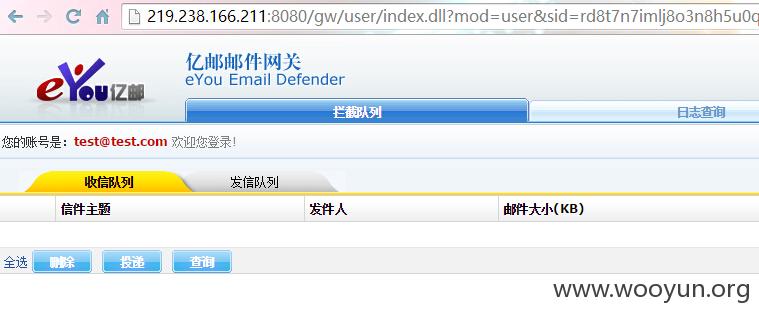 219.238.166.211:8080/gw/user/index.dll?mod=user&sid=rd8t7n7imlj8o3n8h5u0q
eYou亿邮
亿邮邮件网关
eYou Email Defender
拦截队列 日志查询
您的账号是：test@test.com 欢迎您登录！
收信队列 发信队列
信件主题 发件人 邮件大小(KB)
全选 删除 投递 查询
www.wooyun.org